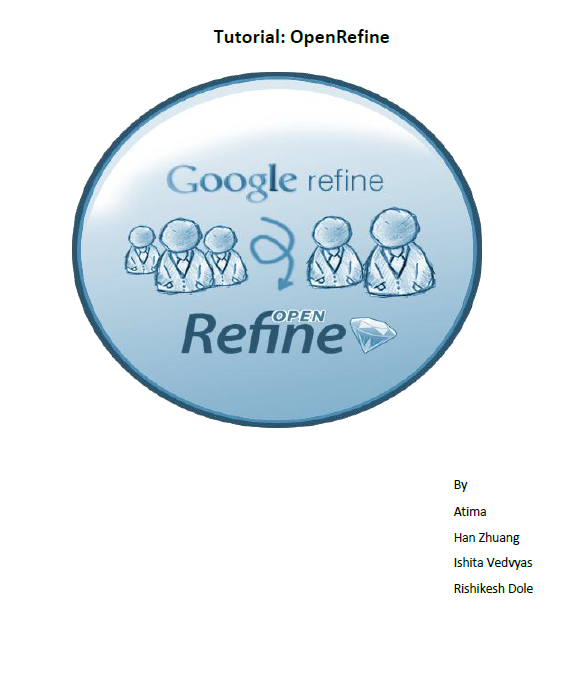 Tutorial: OpenRefine
Google refine
OPEN
Refine
By
Atima
Han Zhuang
Ishita Vedvyas
Rishikesh Dole